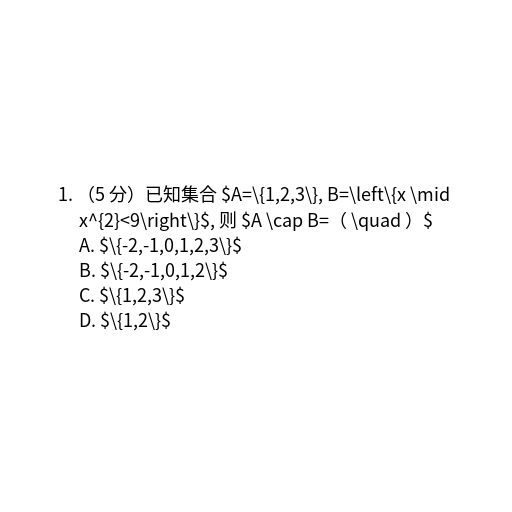 1. （5 分）已知集合 $A=\{1,2,3\}, B=\left\{x \mid
x^{2}<9\right\}$, 则 $A \cap B=（ \quad ）$
A. $\{-2,-1,0,1,2,3\}$
B. $\{-2,-1,0,1,2\}$
C. $\{1,2,3\}$
D. $\{1,2\}$